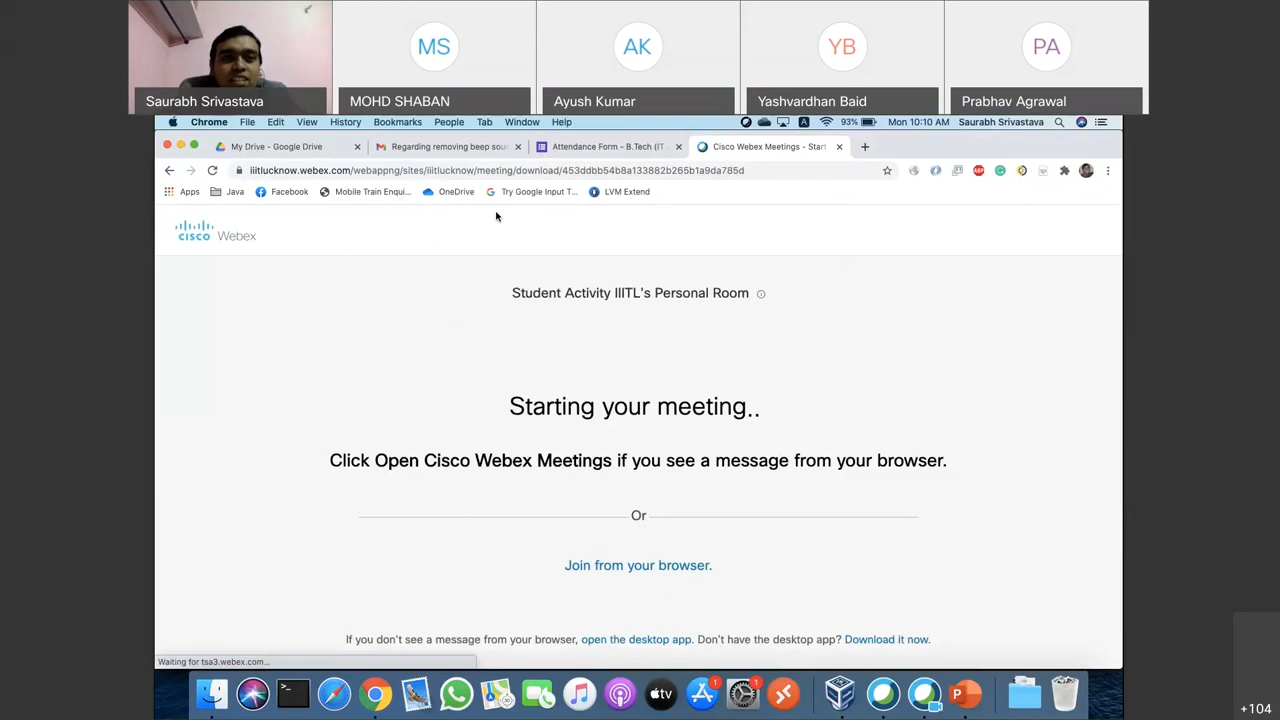 MS
AK
YB
PA
Saurabh Srivastava
MOHD SHABAN
Ayush Kumar
Yashvardhan Baid
Prabhav Agrawal
Chrome File Edit View History Bookmarks People Tab Window Help
93% Mon 10:10 AM Saurabh Srivastava
My Drive - Google Drive
Regarding removing beep sou
Attendance Form - B.Tech (IT -
Cisco Webex Meetings - Start
iiitlucknow.webex.com/webappng/sites/iiitlucknow/meeting/download/453ddbb54b8a133882b265b1a9da785d
Apps Java Facebook Mobile Train Enqui... OneDrive Try Google Input T... LVM Extend
CISCO Webex
Student Activity IIITL's Personal Room
Starting your meeting..
Click Open Cisco Webex Meetings if you see a message from your browser.
Or
Join from your browser.
If you don't see a message from your browser, open the desktop app. Don't have the desktop app? Download it now.
Waiting for tsa3.webex.com...
+104